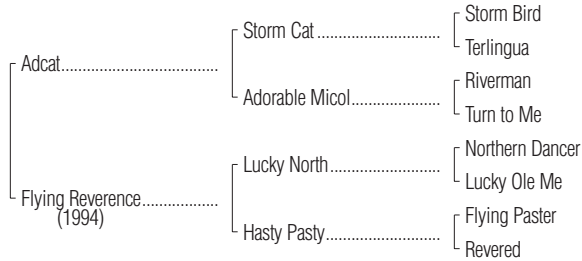 Storm Bird
Storm Cat
Terlingua
Adcat
Riverman
Adorable Micol
Turn to Me
Northern Dancer
Lucky North
Lucky Ole Me
Flying Reverence
(1994)
Flying Paster
Hasty Pasty
Revered